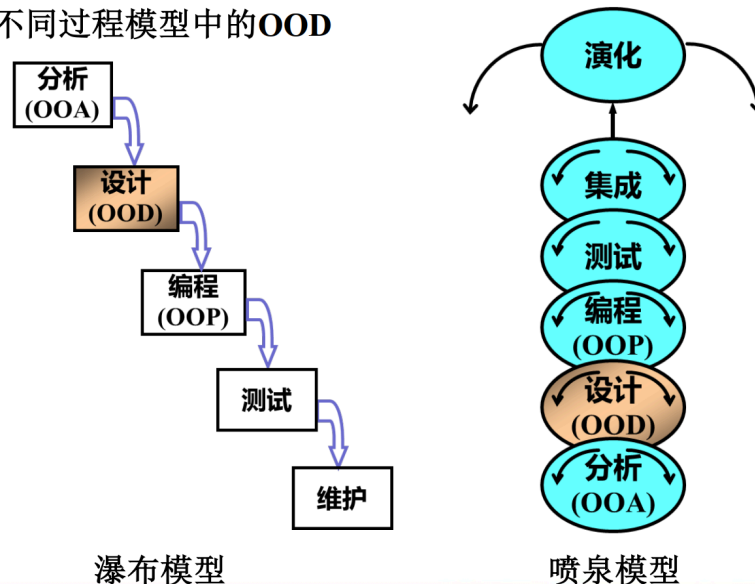 不同过程模型中的OOD
分析
(OOA)
设计
(OOD)
编程
(OOP)
测试
维护
瀑布模型
演化
集成
测试
编程
(OOP)
设计
(OOD)
分析
(OOA)
喷泉模型